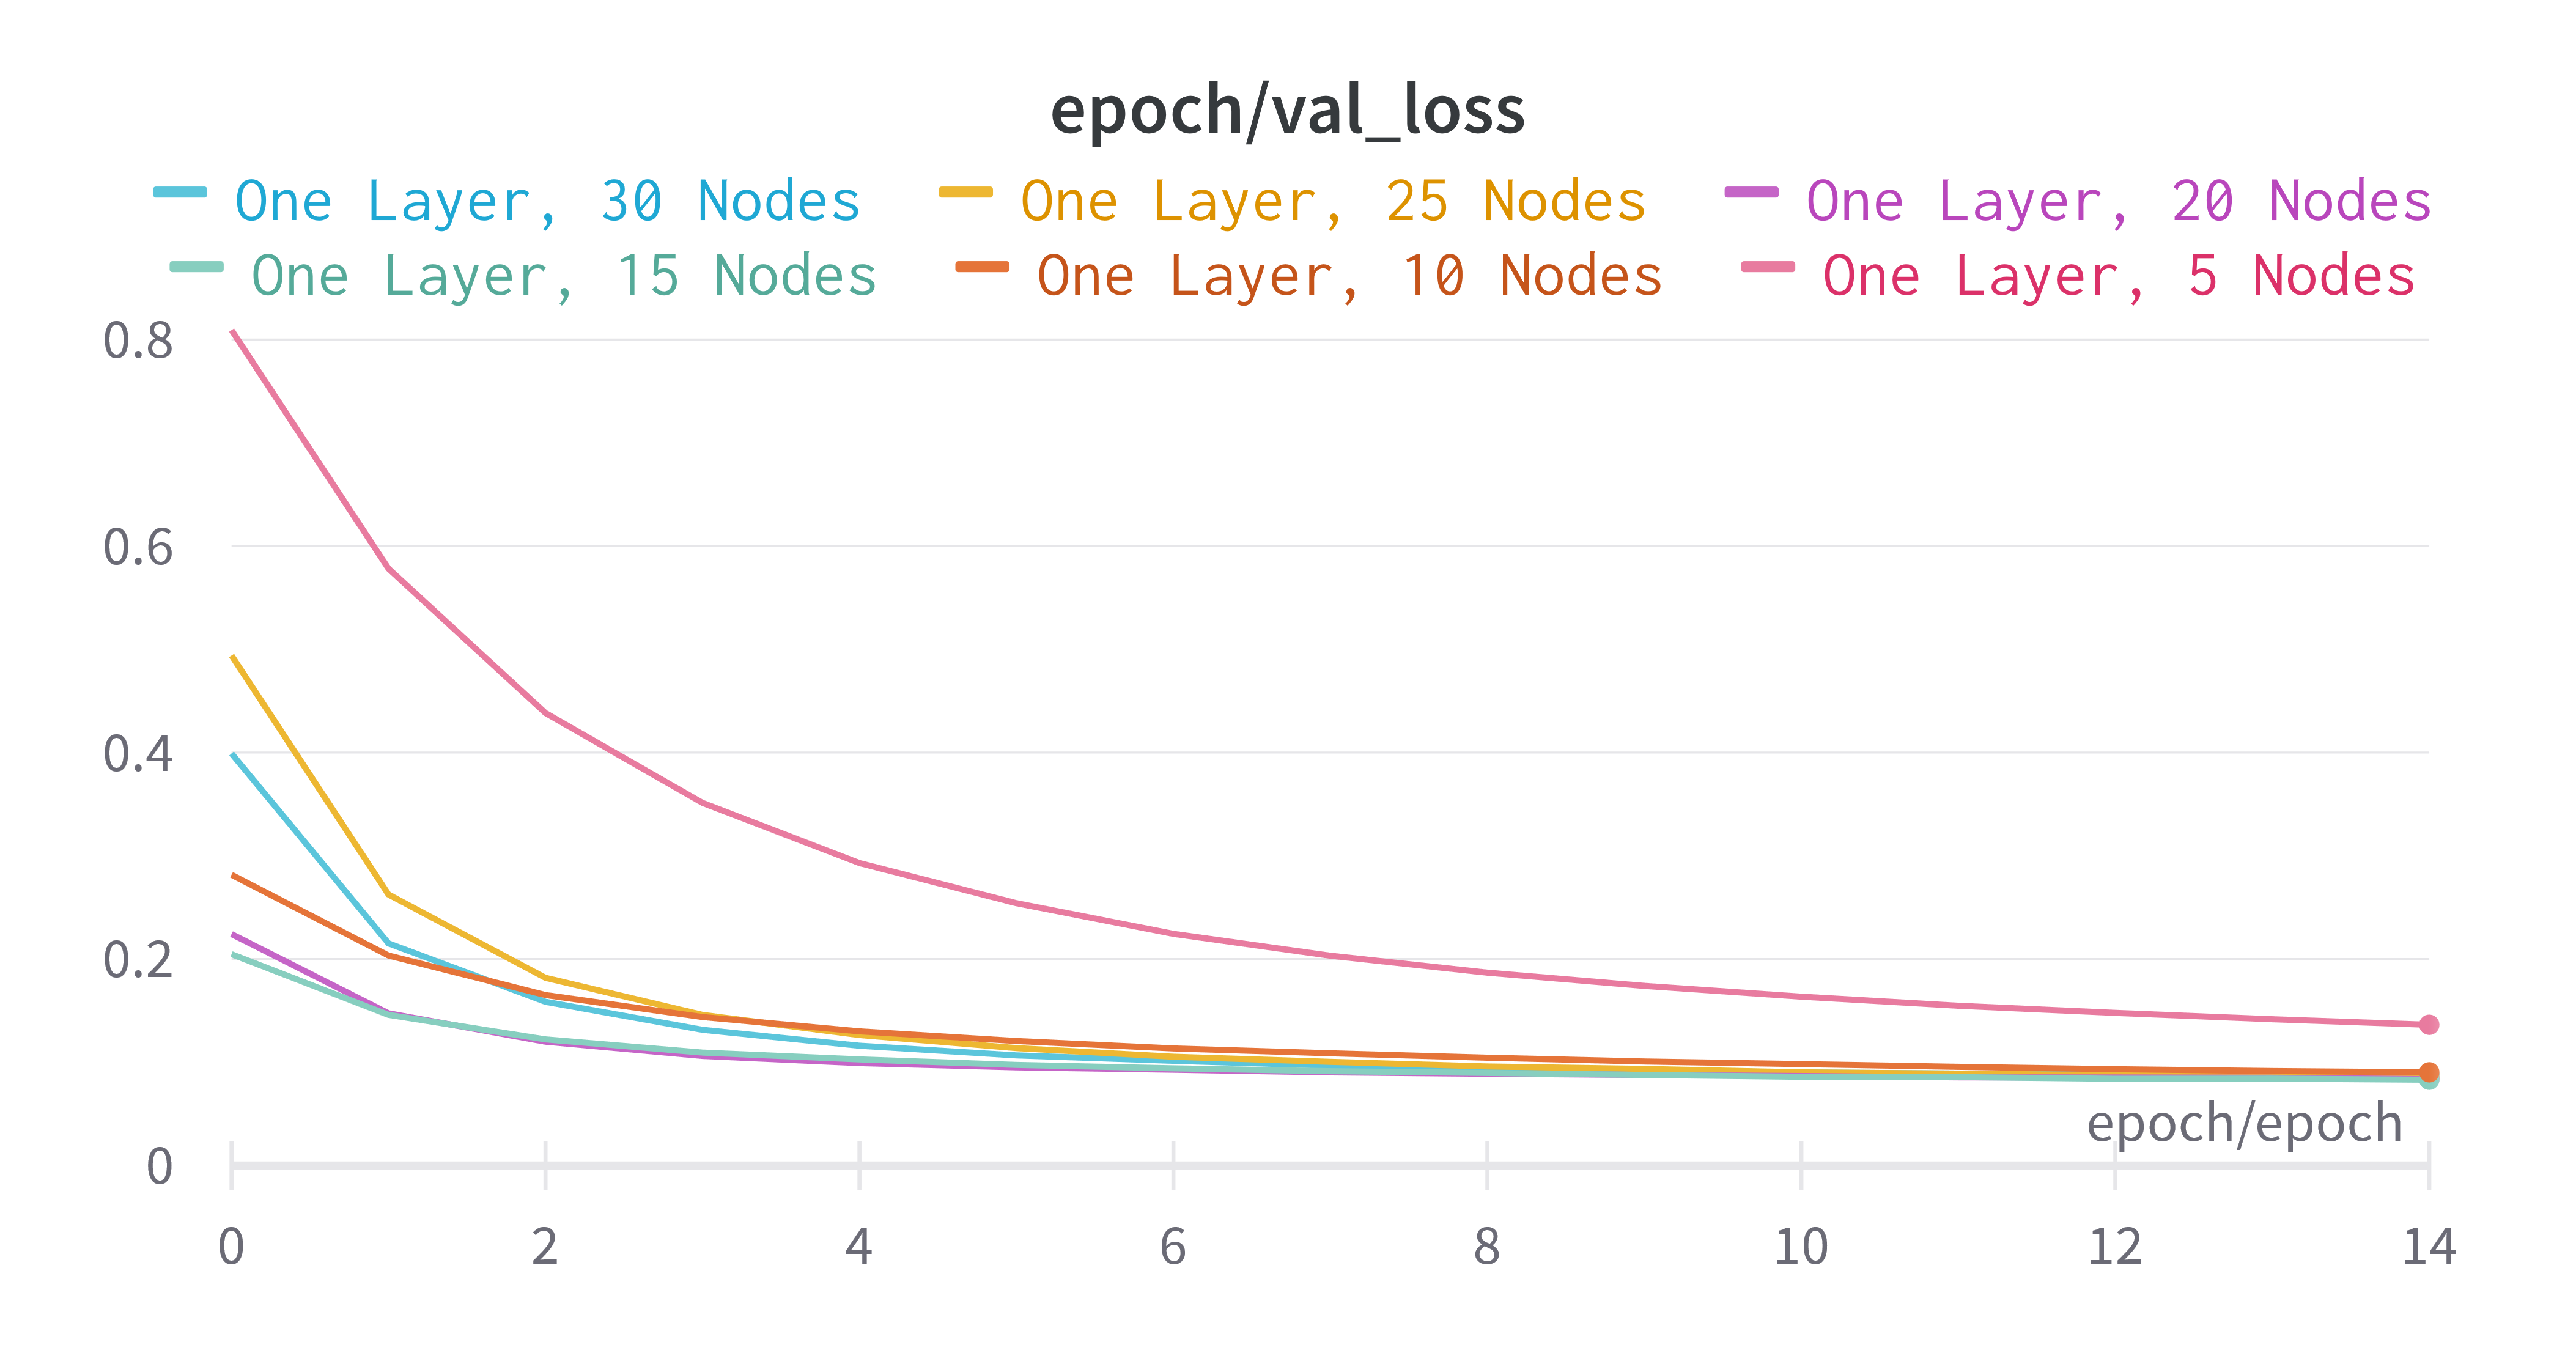 epoch/val_loss
One Layer, 30 Nodes One Layer, 25 Nodes One Layer, 20 Nodes
One Layer, 15 Nodes One Layer, 10 Nodes One Layer, 5 Nodes
0.8
0.6
0.4
0.2
epoch/epoch
0
0 2 4 6 8 10 12 14